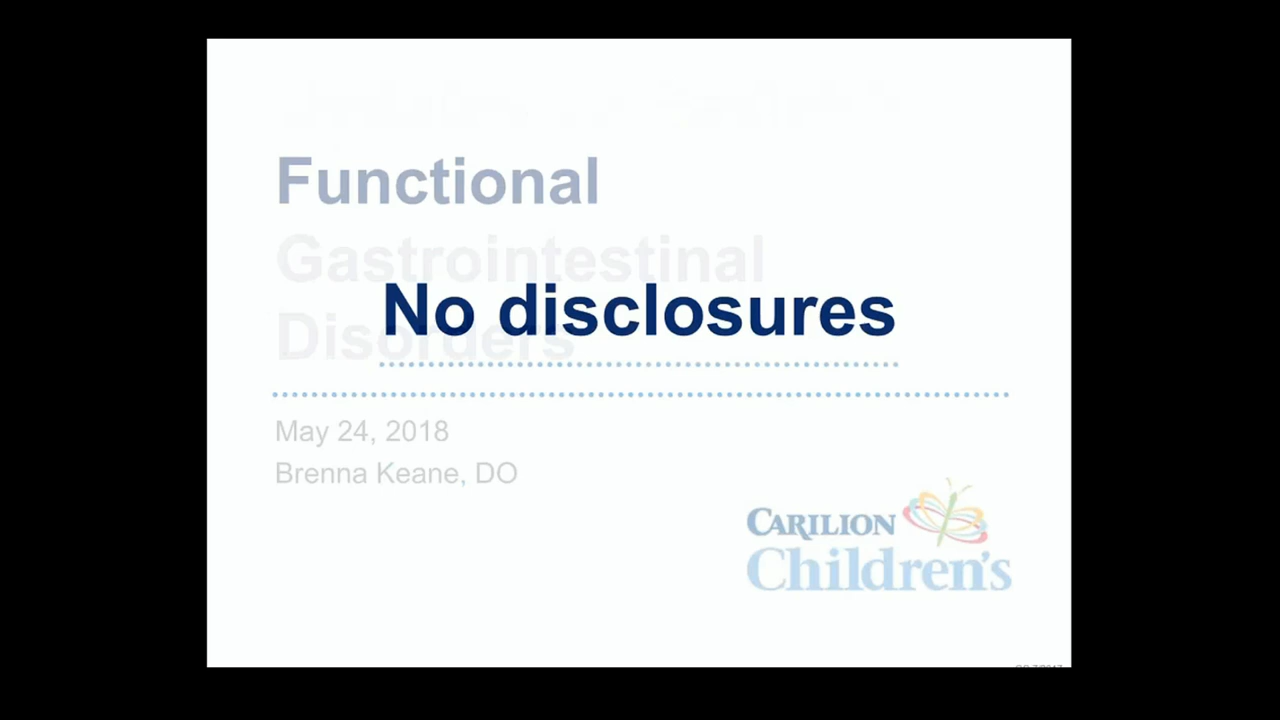 Functional
Gastrointestinal
Disorders
No disclosures
May 24, 2018
Brenna Keane, DO
CARILION
Children's